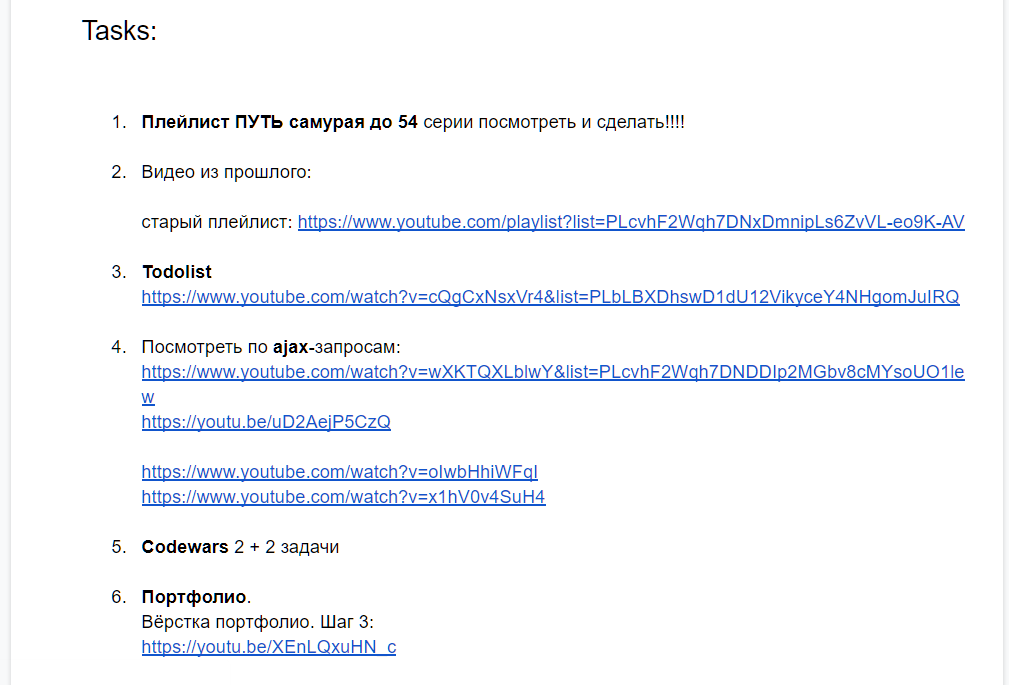 Tasks:
1. Плейлист ПУТЬ самурая до 54 серии посмотреть и сделать!!!!
2. Видео из прошлого:
старый плейлист: https://www.youtube.com/playlist?list=PLcvhF2Wqh7DNxDmnipLs6ZvVL-eo9K-AV
3. Todolist
https://www.youtube.com/watch?v=cQgCxNsxVr4&list=PLbLBXDhswD1dU12VikyceY4NHgomJuIRQ
4. Посмотреть по ajax-запросам:
https://www.youtube.com/watch?v=wXKTQXLblwY&list=PLcvhF2Wqh7DNDDIp2MGbv8cMYsoUO1le
w
https://youtu.be/uD2AejP5CzQ
https://www.youtube.com/watch?v=oIwbHhiWFqI
https://www.youtube.com/watch?v=x1hV0v4SuH4
5. Codewars 2 + 2 задачи
6. Портфолио.
Вёрстка портфолио. Шаг 3:
https://youtu.be/XEnLQxuHN_c